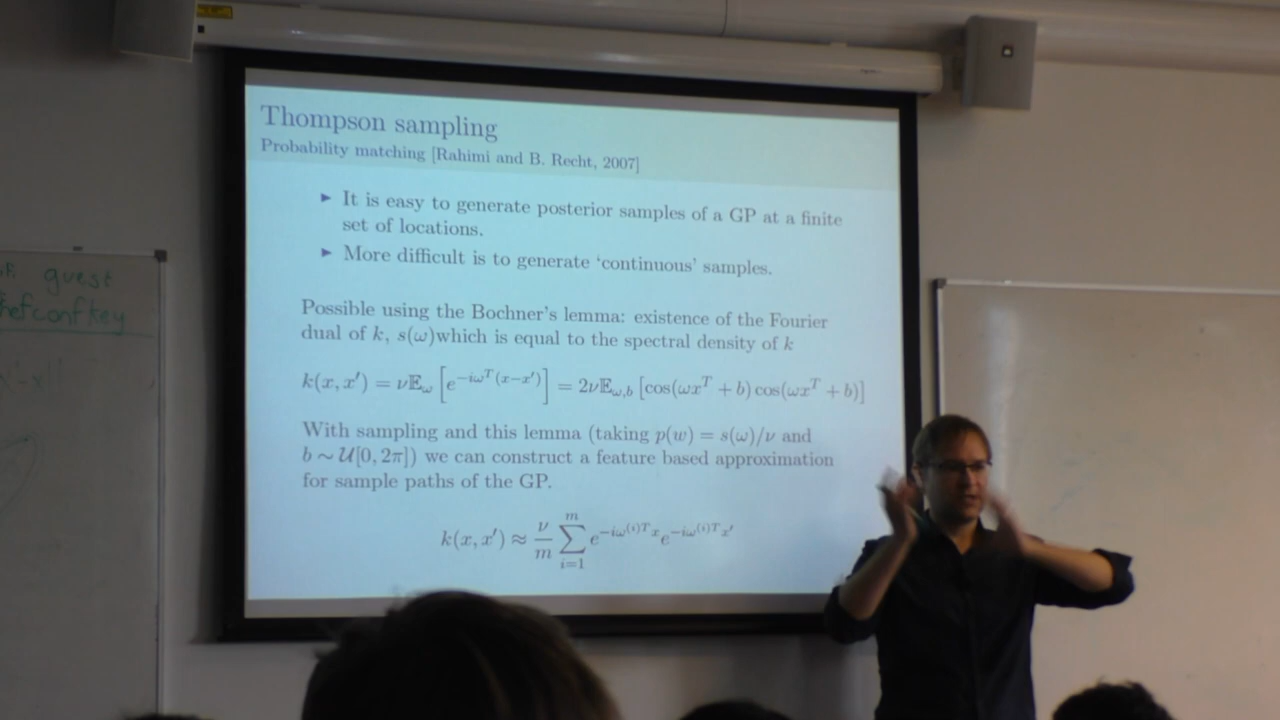 Thompson sampling
Probability matching [Rahimi and B. Recht, 2007]
▸ It is easy to generate posterior samples of a GP at a finite
set of locations.
▸ More difficult is to generate ‘continuous’ samples.
Possible using the Bochner's lemma: existence of the Fourier
dual of k, s(ω)which is equal to the spectral density of k
k(x, x′) = ν𝔼_ω [e^{−iω^T(x−x′)}] = 2ν𝔼_{ω,b} [cos(ωx^T + b) cos(ωx^T + b)]
With sampling and this lemma (taking p(w) = s(ω)/ν and
b ∼ 𝒰[0, 2π]) we can construct a feature based approximation
for sample paths of the GP.
k(x, x′) ≈ ν/m ∑_{i=1}^{m} e^{−iω^{(i)T}x} e^{−iω^{(i)T}x′}
guest